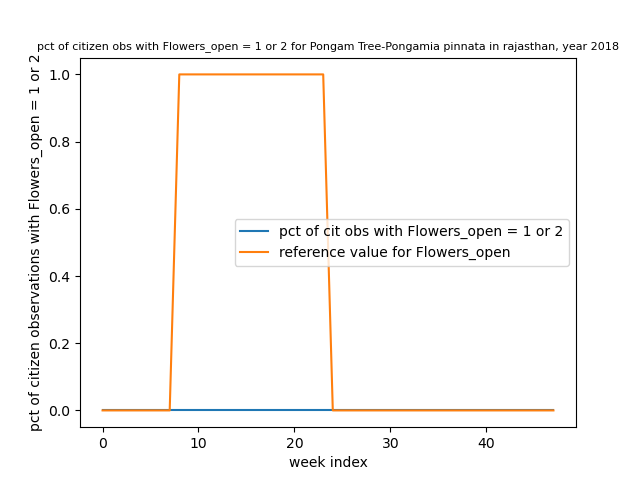 pct of citizen obs with Flowers_open = 1 or 2 for Pongam Tree-Pongamia pinnata in rajasthan, year 2018
pct of citizen observations with Flowers_open = 1 or 2
1.0
0.8
0.6
0.4
0.2
0.0
pct of cit obs with Flowers_open = 1 or 2
reference value for Flowers_open
0 10 20 30 40
week index